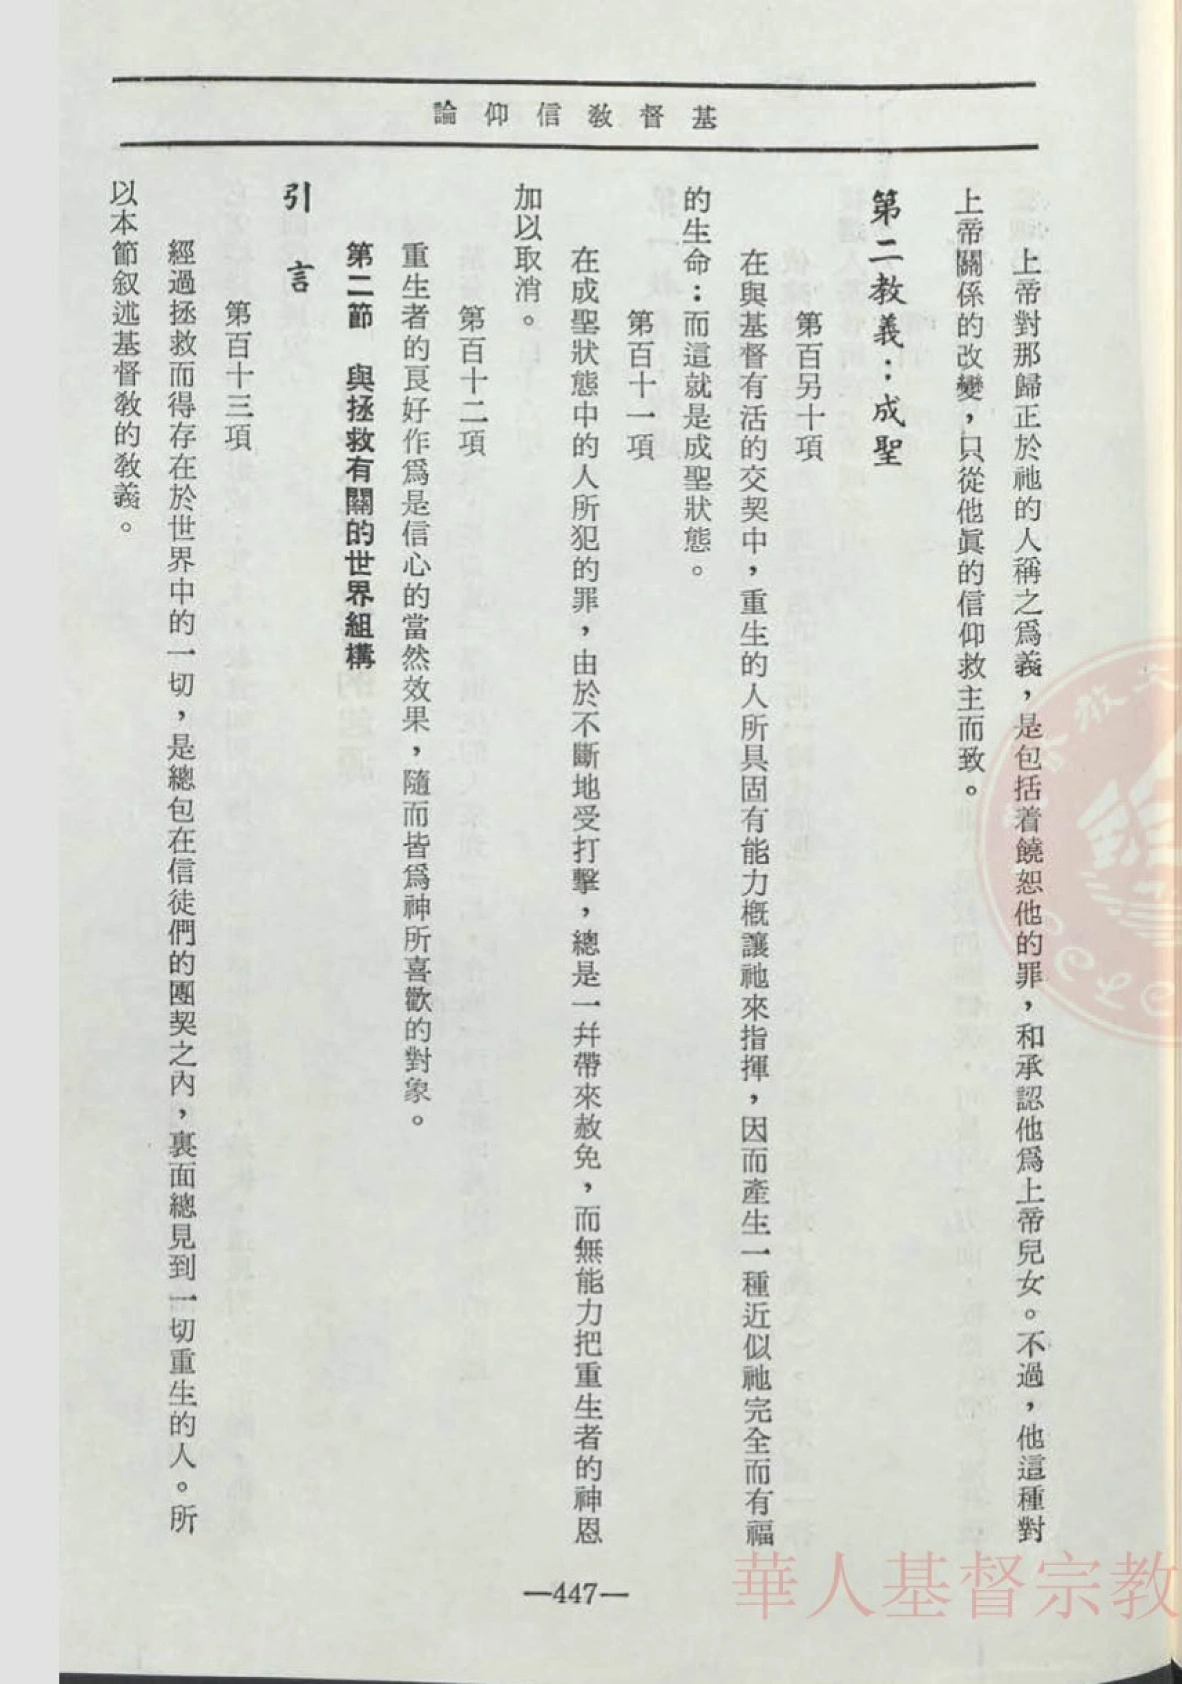 基督教信仰論
上帝對那歸正於祂的人稱之爲義，是包括着饒恕他的罪，和承認他爲上帝兒女。不過，他這種對
上帝關係的改變，只從他眞的信仰救主而致。
第二教義：成聖
第百另十項
在與基督有活的交契中，重生的人所具固有能力槪讓祂來指揮，因而產生一種近似祂完全而有福
的生命：而這就是成聖狀態。
第百十一項
在成聖狀態中的人所犯的罪，由於不斷地受打擊，總是一幷帶來赦免，而無能力把重生者的神恩
加以取消。
第百十二項
重生者的良好作爲是信心的當然效果，隨而皆爲神所喜歡的對象。
第二節　與拯救有關的世界組構
引　言
第百十三項
經過拯救而得存在於世界中的一切，是總包在信徒們的團契之內，裏面總見到一切重生的人。所
以本節叙述基督教的教義。
—447—
華人基督宗教